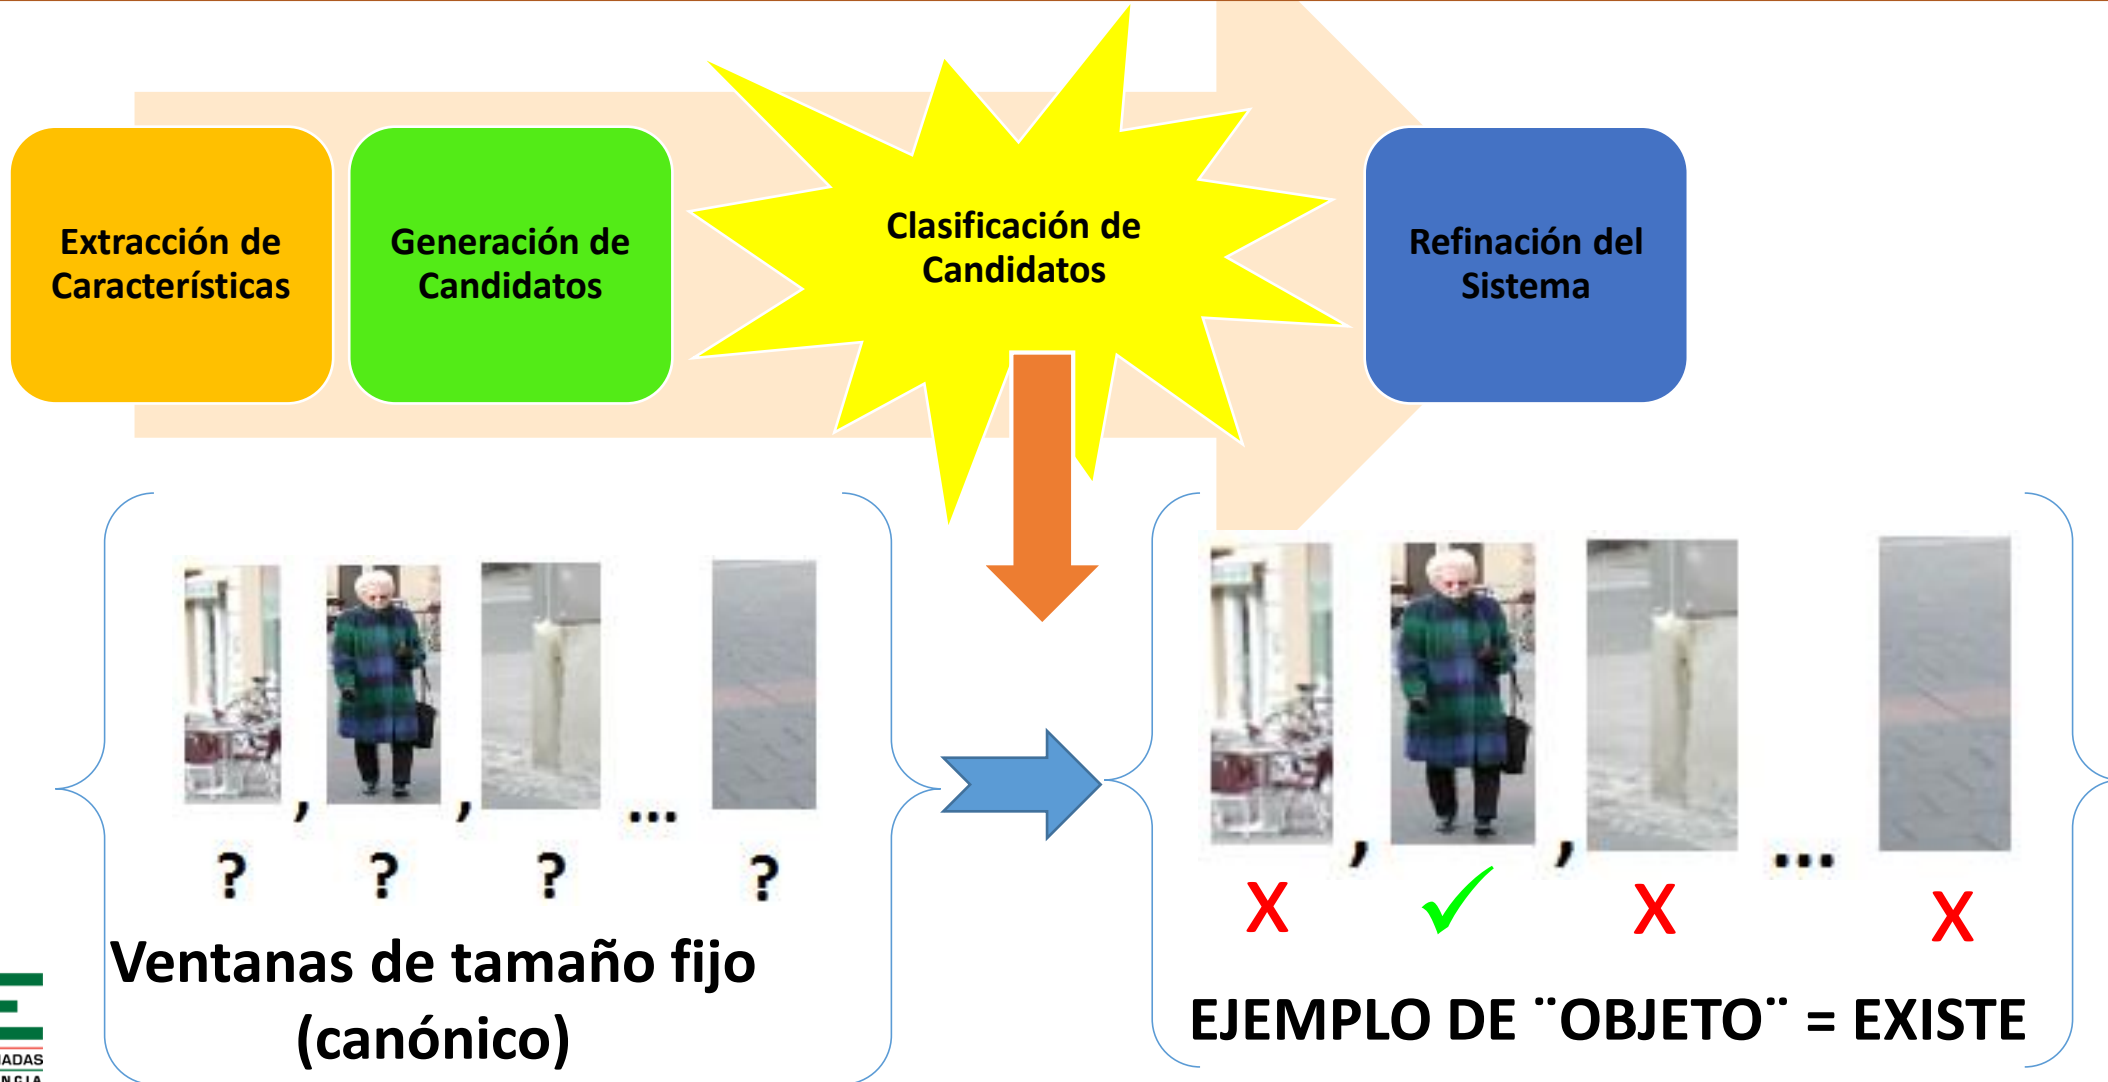 Extracción de
Características
Generación de
Candidatos
Clasificación de
Candidatos
Refinación del
Sistema
, , ...
? ? ? ?
Ventanas de tamaño fijo
(canónico)
, , ...
X ✓ X X
EJEMPLO DE ¨OBJETO¨ = EXISTE
E